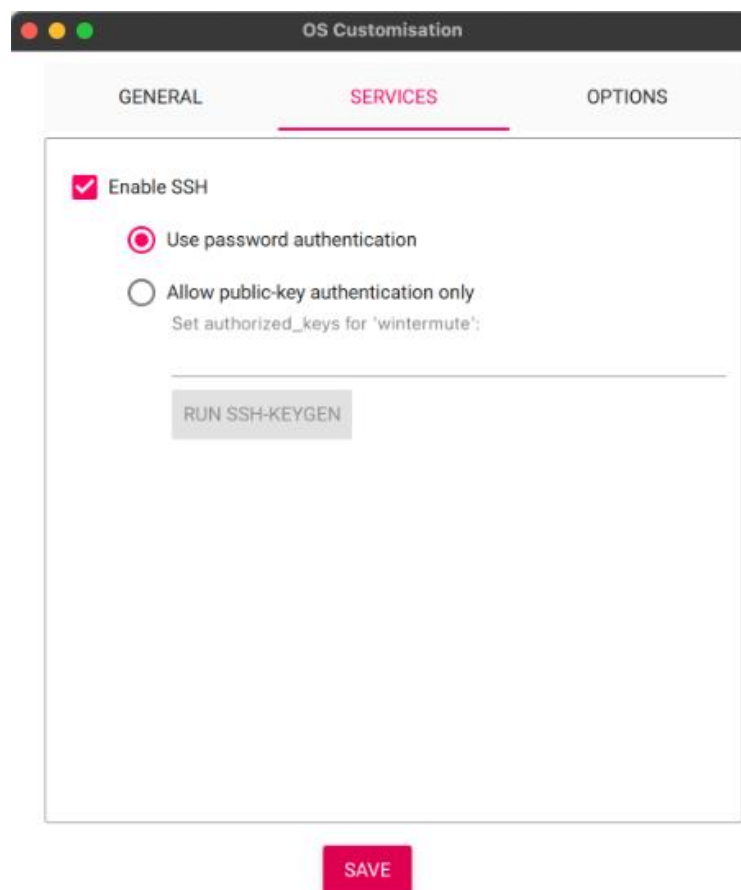 OS Customisation
GENERAL SERVICES OPTIONS
Enable SSH
Use password authentication
Allow public-key authentication only
Set authorized_keys for 'wintermute':
RUN SSH-KEYGEN
SAVE